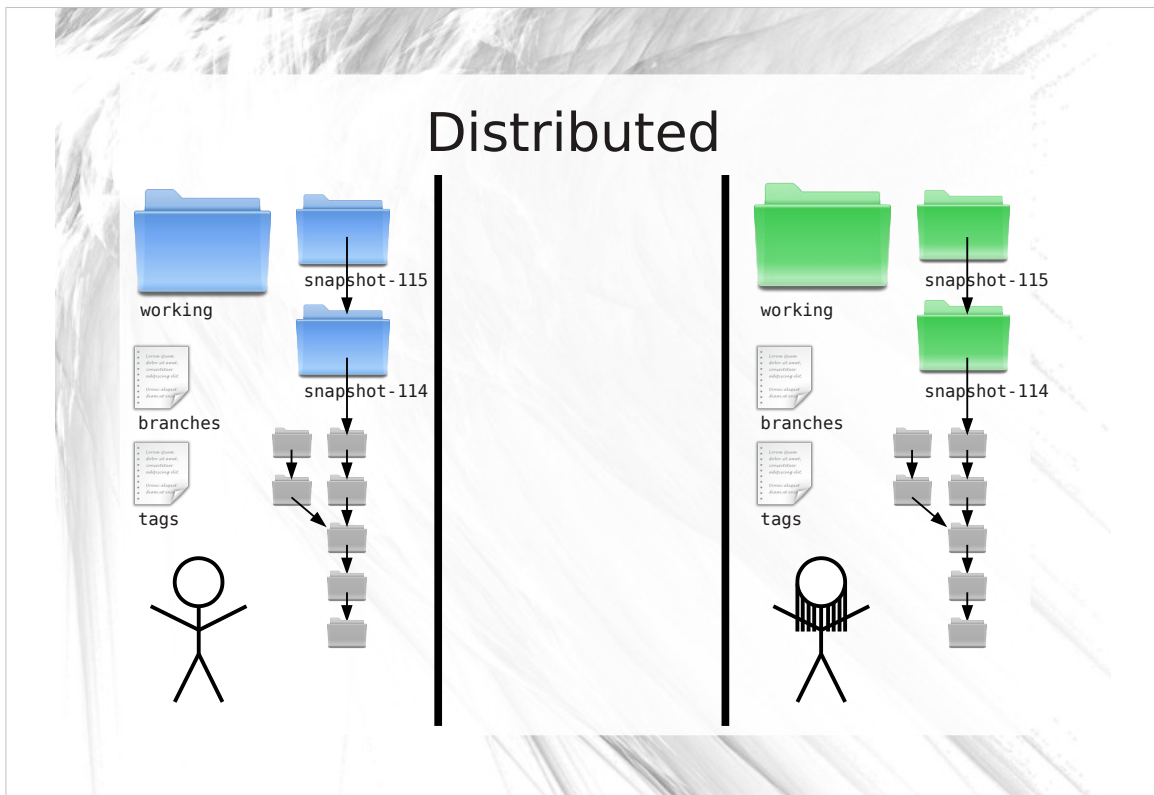 Distributed
snapshot-115
working
snapshot-114
branches
tags
snapshot-115
working
snapshot-114
branches
tags